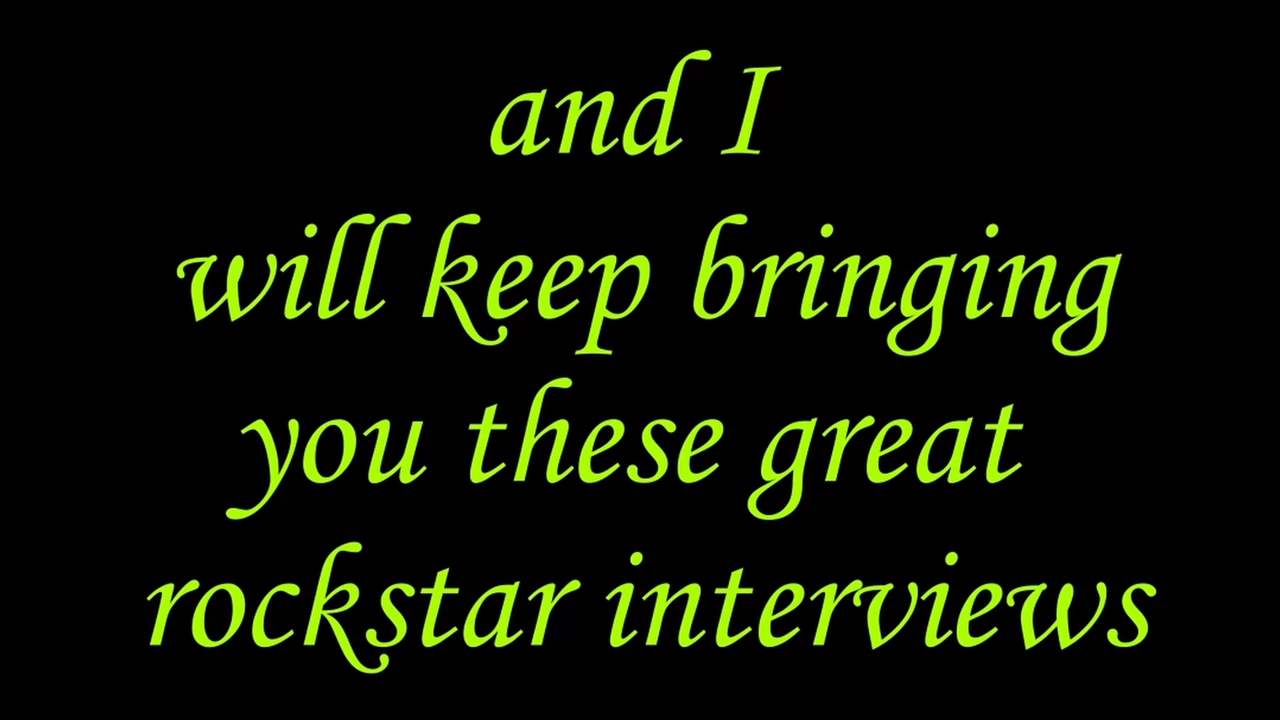 and I
will keep bringing
you these great
rockstar interviews